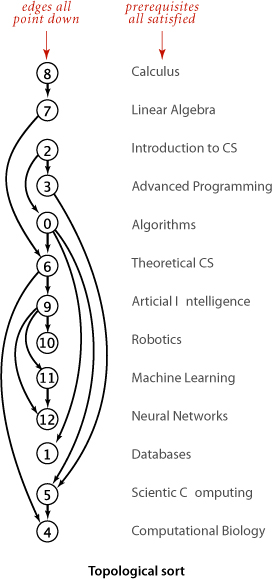 edges all prerequisites
point down all satisfied
8 Calculus
7 Linear Algebra
2 Introduction to CS
3 Advanced Programming
0 Algorithms
6 Theoretical CS
9 Articial I ntelligence
10 Robotics
11 Machine Learning
12 Neural Networks
1 Databases
5 Scientic C omputing
4 Computational Biology
Topological sort